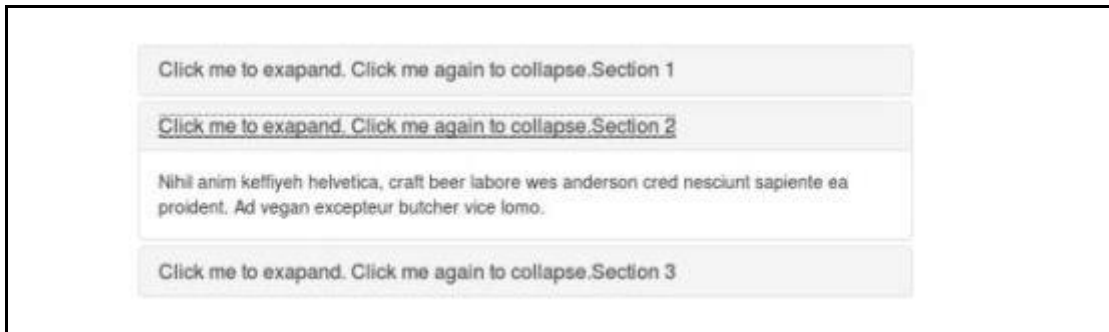 Click me to exapand. Click me again to collapse.Section 1
Click me to exapand. Click me again to collapse.Section 2
Nihil anim keffiyeh helvetica, craft beer labore wes anderson cred nesciunt sapiente ea
proident. Ad vegan excepteur butcher vice lomo.
Click me to exapand. Click me again to collapse.Section 3